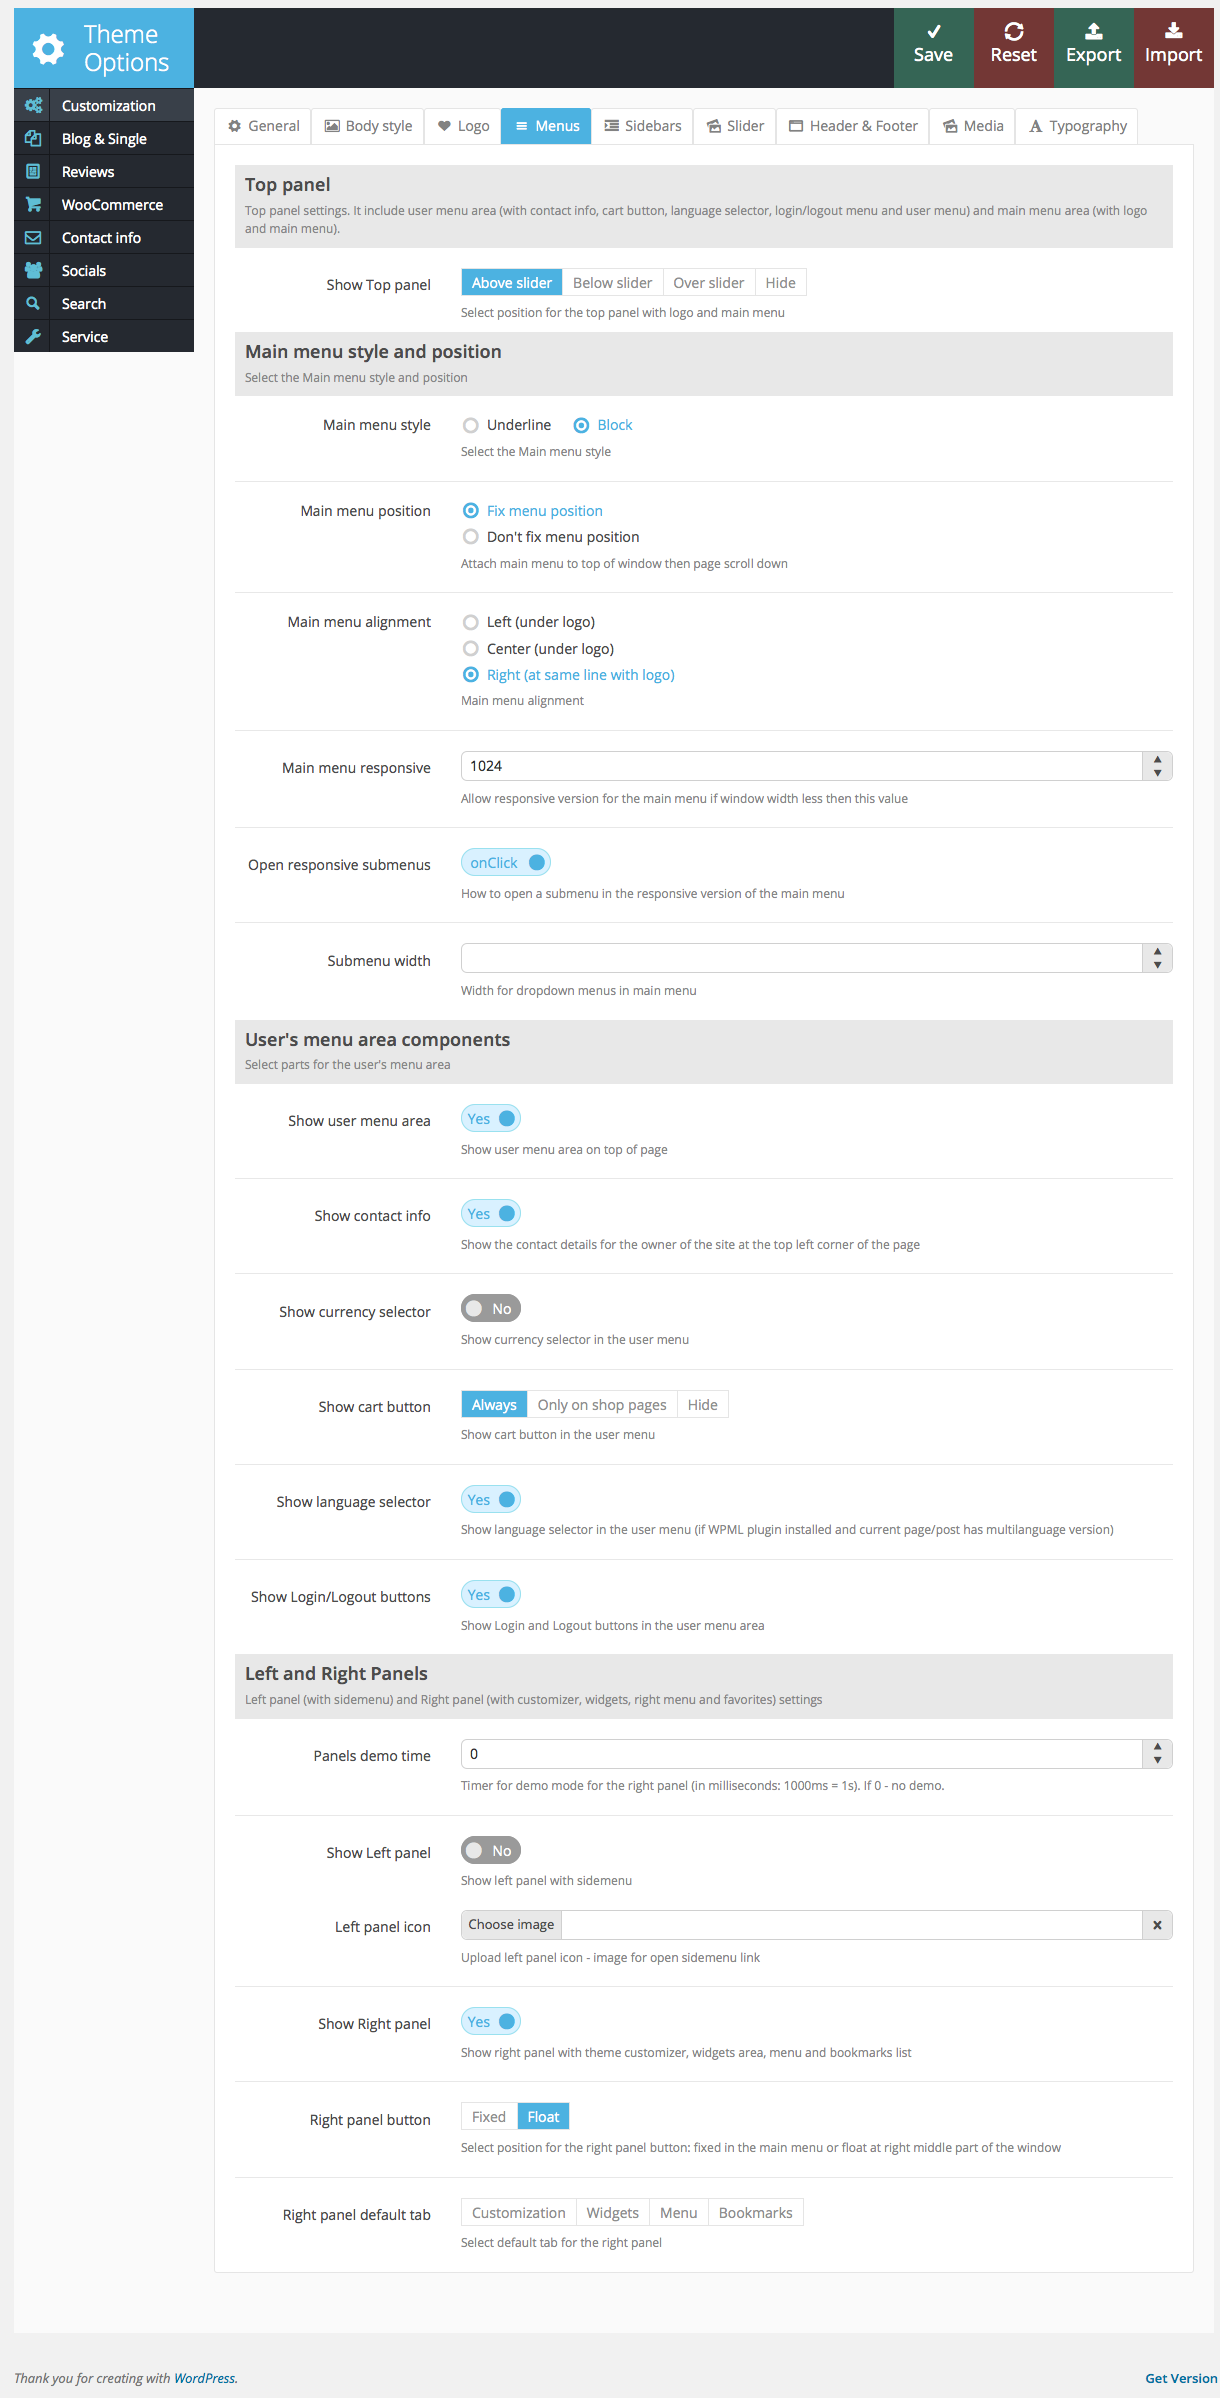 Theme
Options
Save
Reset
Export
Import
Customization
Blog & Single
Reviews
WooCommerce
Contact info
Socials
Search
Service
General
Body style
Logo
Menus
Sidebars
Slider
Header & Footer
Media
Typography
Top panel
Top panel settings. It include user menu area (with contact info, cart button, language selector, login/logout menu and user menu) and main menu area (with logo
and main menu).
Show Top panel
Above slider Below slider Over slider Hide
Select position for the top panel with logo and main menu
Main menu style and position
Select the Main menu style and position
Main menu style
Underline Block
Select the Main menu style
Main menu position
Fix menu position
Don't fix menu position
Attach main menu to top of window then page scroll down
Main menu alignment
Left (under logo)
Center (under logo)
Right (at same line with logo)
Main menu alignment
Main menu responsive
1024
Allow responsive version for the main menu if window width less then this value
Open responsive submenus
onClick
How to open a submenu in the responsive version of the main menu
Submenu width
Width for dropdown menus in main menu
User's menu area components
Select parts for the user's menu area
Show user menu area
Yes
Show user menu area on top of page
Show contact info
Yes
Show the contact details for the owner of the site at the top left corner of the page
Show currency selector
No
Show currency selector in the user menu
Show cart button
Always Only on shop pages Hide
Show cart button in the user menu
Show language selector
Yes
Show language selector in the user menu (if WPML plugin installed and current page/post has multilanguage version)
Show Login/Logout buttons
Yes
Show Login and Logout buttons in the user menu area
Left and Right Panels
Left panel (with sidemenu) and Right panel (with customizer, widgets, right menu and favorites) settings
Panels demo time
0
Timer for demo mode for the right panel (in milliseconds: 1000ms = 1s). If 0 - no demo.
Show Left panel
No
Show left panel with sidemenu
Left panel icon
Choose image
Upload left panel icon - image for open sidemenu link
Show Right panel
Yes
Show right panel with theme customizer, widgets area, menu and bookmarks list
Right panel button
Fixed Float
Select position for the right panel button: fixed in the main menu or float at right middle part of the window
Right panel default tab
Customization Widgets Menu Bookmarks
Select default tab for the right panel
Thank you for creating with WordPress.
Get Version